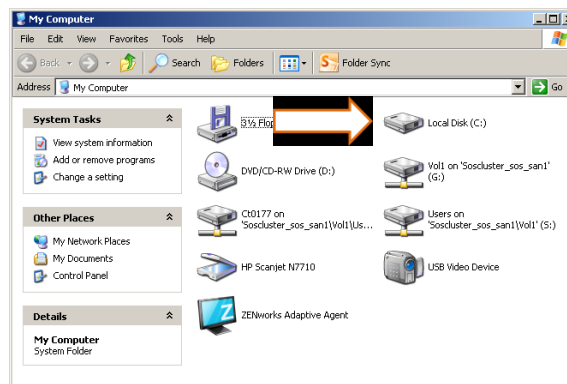 My Computer
File Edit View Favorites Tools Help
Back Search Folders Folder Sync
Address My Computer Go
System Tasks
View system information
Add or remove programs
Change a setting
Other Places
My Network Places
My Documents
Control Panel
Details
My Computer
System Folder
3½ Flop
Local Disk (C:)
DVD/CD-RW Drive (D:)
Vol1 on 'Soscluster_sos_san1'
(G:)
Ct0177 on
'Soscluster_sos_san1\Vol1\Us...
Users on
'Soscluster_sos_san1\Vol1' (S:)
HP Scanjet N7710
USB Video Device
ZENworks Adaptive Agent